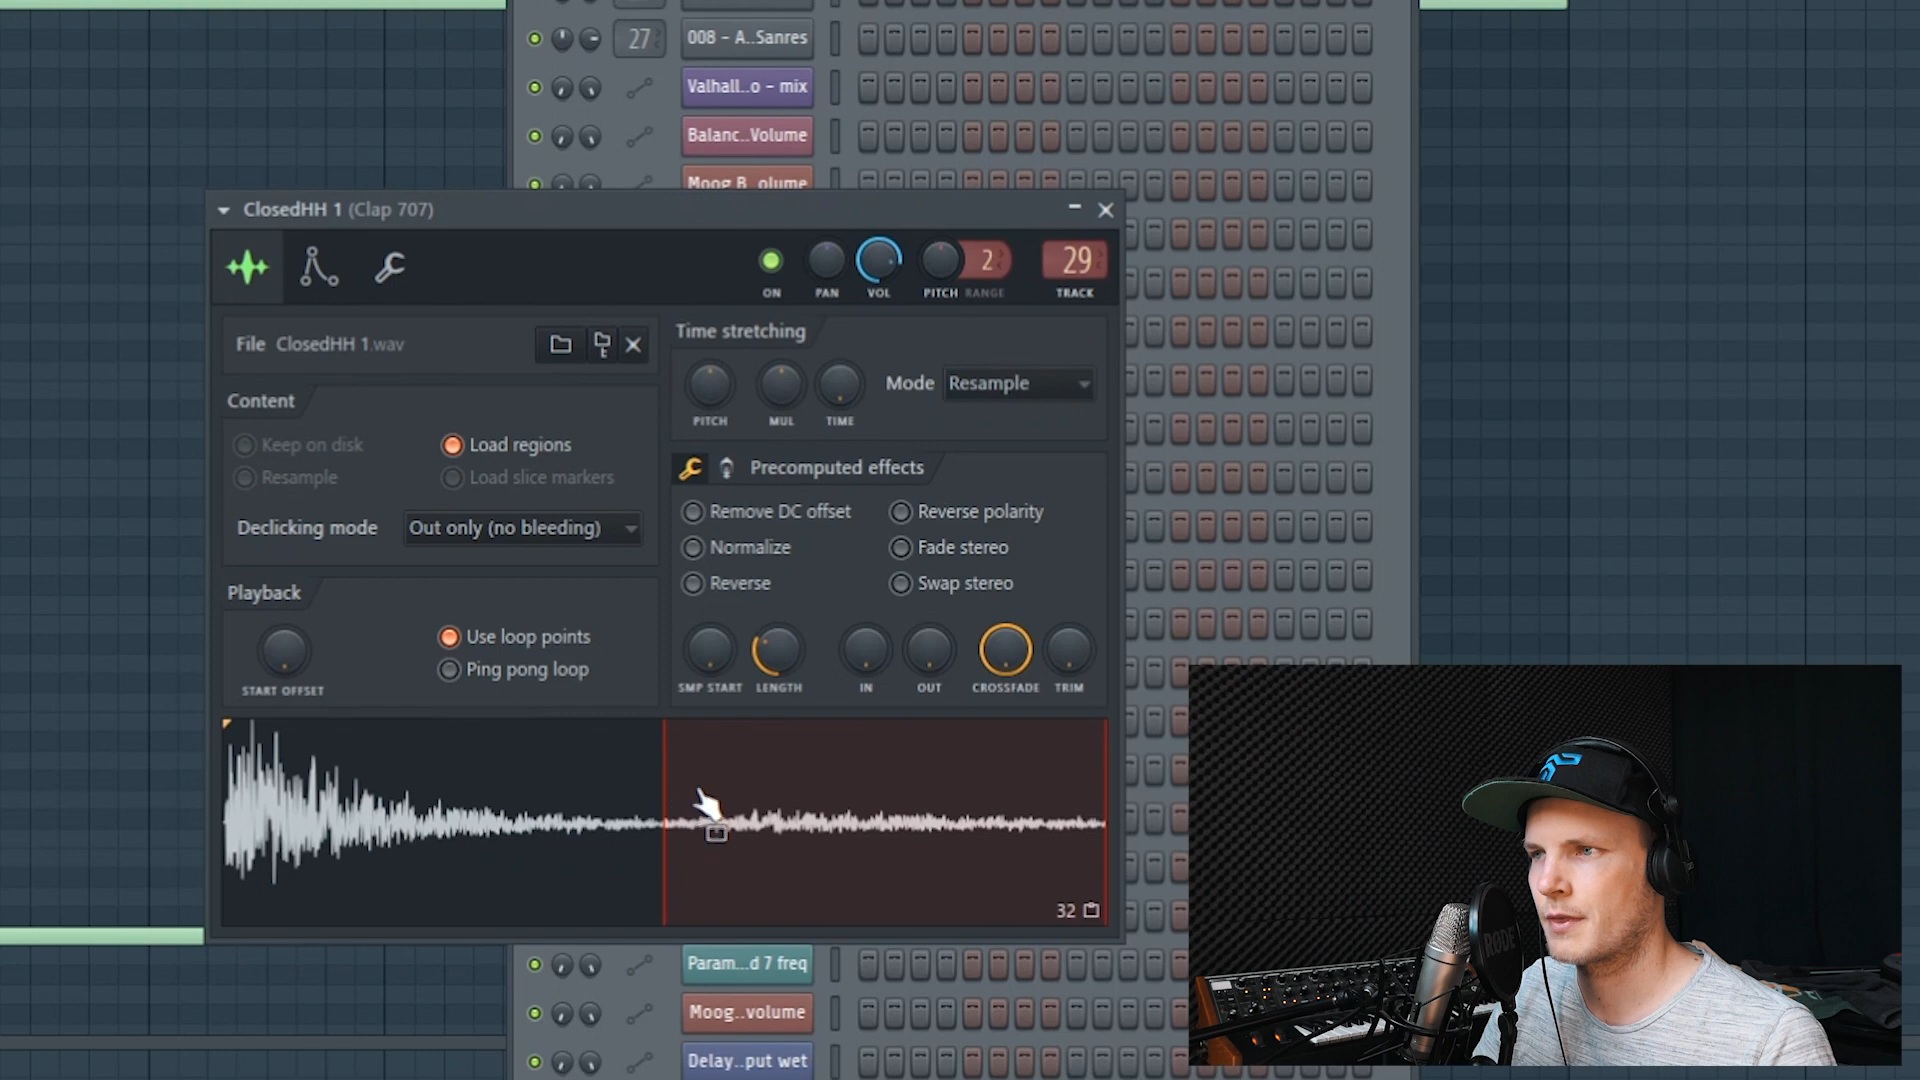 27 008 - A..Sanres
Valhall..o - mix
Balanc..Volume
Moog B..olume
ClosedHH 1 (Clap 707)
2
29
ON PAN VOL PITCH RANGE TRACK
File ClosedHH 1.wav
Time stretching
Mode Resample
PITCH MUL TIME
Content
Keep on disk Load regions
Resample Load slice markers
Declicking mode Out only (no bleeding)
Precomputed effects
Remove DC offset Reverse polarity
Normalize Fade stereo
Reverse Swap stereo
Playback
Use loop points
Ping pong loop
START OFFSET
SMP START LENGTH IN OUT CROSSFADE TRIM
32
RODE
Param...d 7 freq
Moog..volume
Delay..put wet